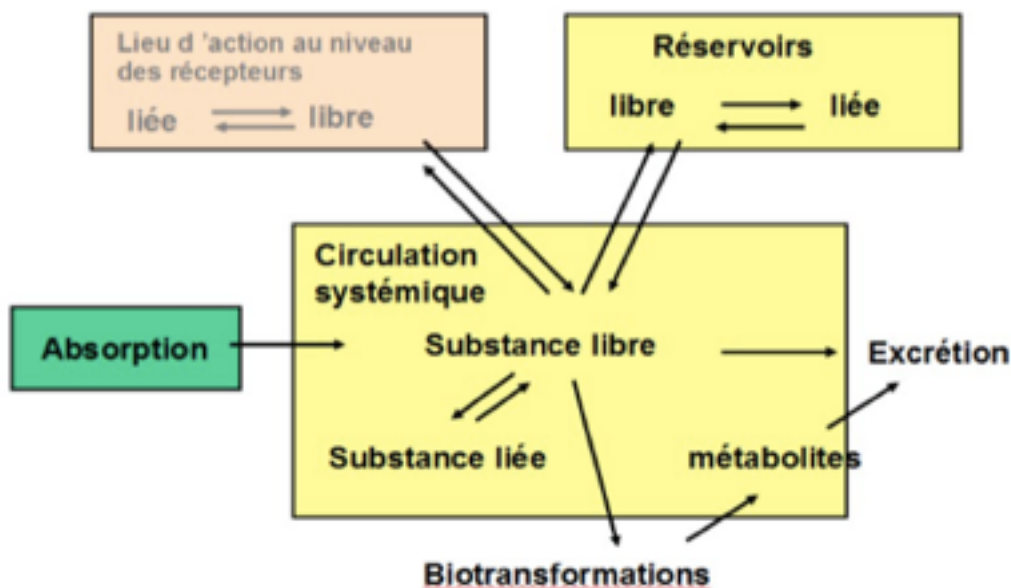 Lieu d 'action au niveau
des récepteurs
liée libre
Réservoirs
libre liée
Circulation
systémique
Absorption
Substance libre
Excrétion
Substance liée
métabolites
Biotransformations